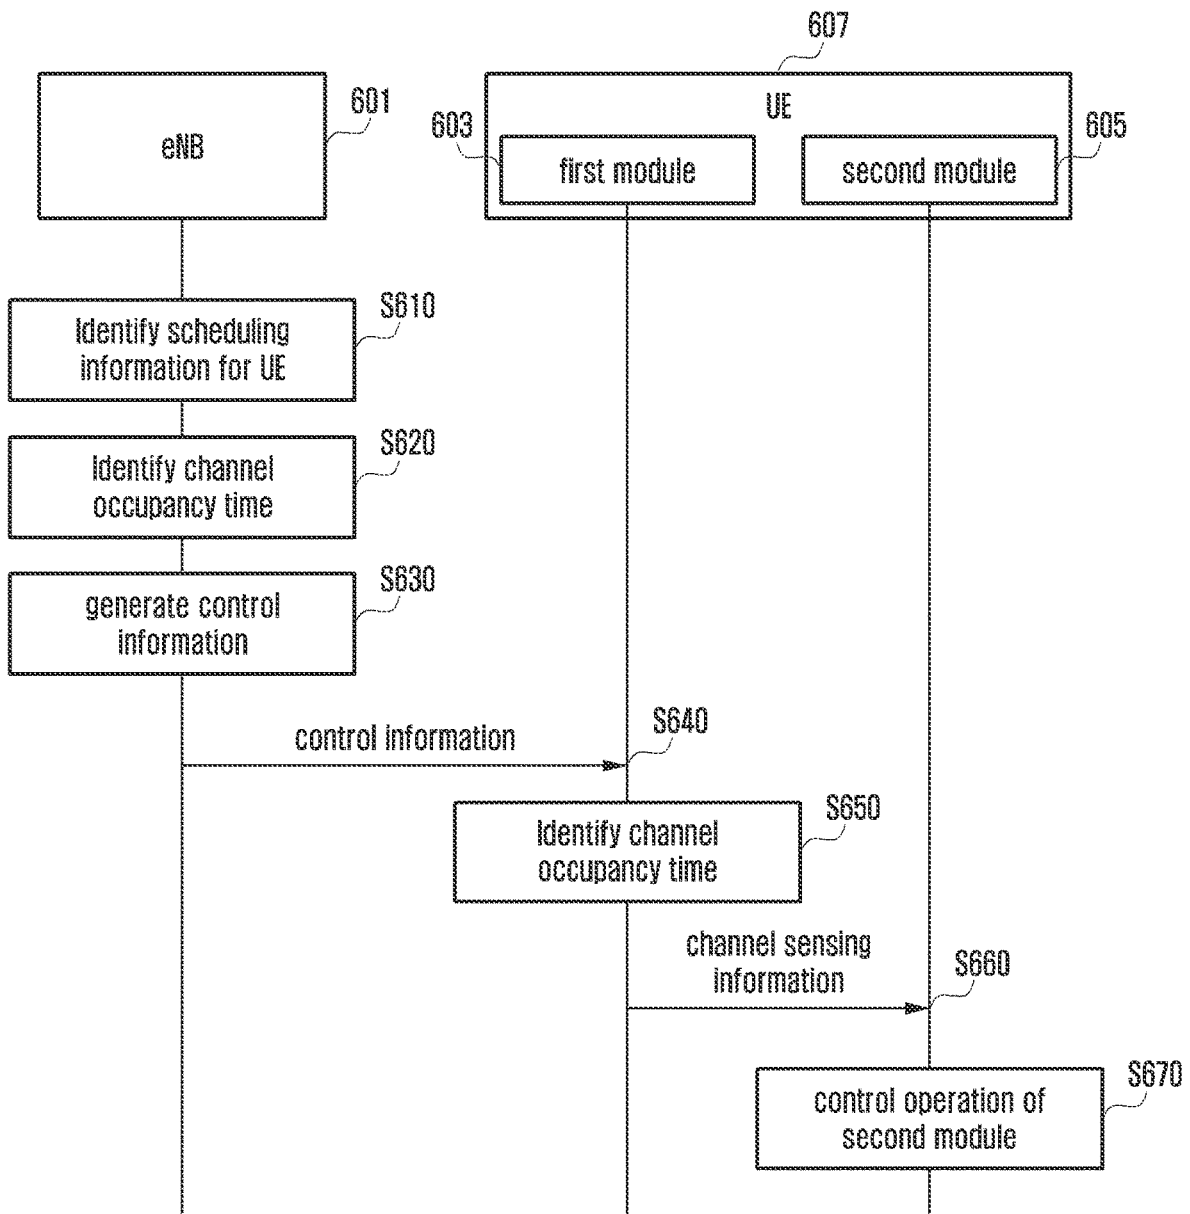 607
601
UE
eNB
603
605
first module
second module
S610
Identify scheduling
information for UE
S620
Identify channel
occupancy time
S630
generate control
information
S640
control information
S650
Identify channel
occupancy time
channel sensing
information
S660
S670
control operation of
second module